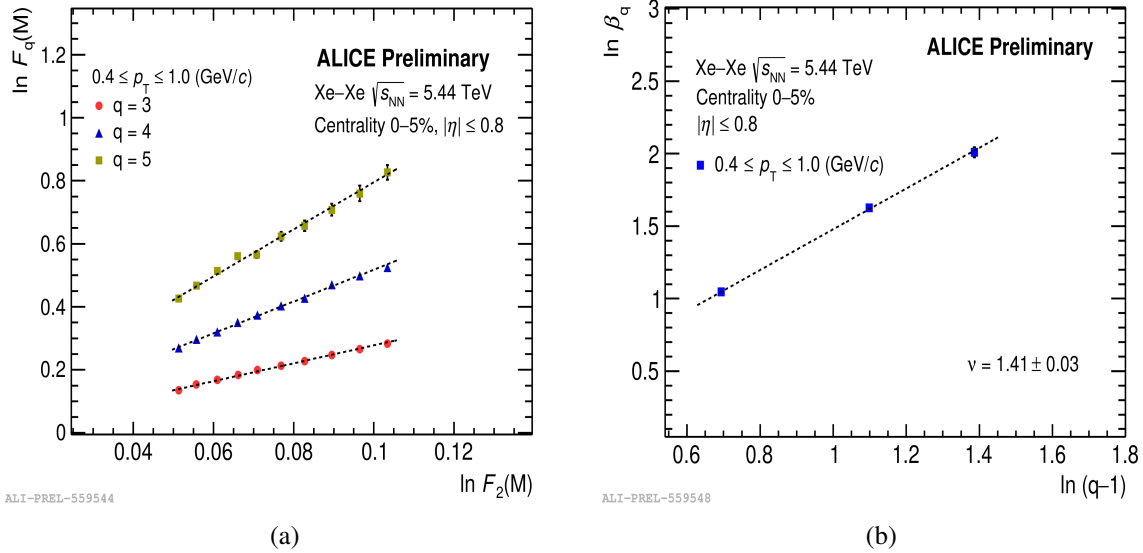 ln F_q(M)
1.2
1
0.8
0.6
0.4
0.2
0
ALICE Preliminary
0.4 ≤ p_T ≤ 1.0 (GeV/c)
q = 3
q = 4
q = 5
Xe–Xe √s_NN = 5.44 TeV
Centrality 0–5%, |η| ≤ 0.8
0.04 0.06 0.08 0.1 0.12
ln F_2(M)
ALI-PREL-559544
(a)
ln β_q
3
2.5
2
1.5
1
0.5
ALICE Preliminary
Xe–Xe √s_NN = 5.44 TeV
Centrality 0–5%
|η| ≤ 0.8
0.4 ≤ p_T ≤ 1.0 (GeV/c)
ν = 1.41 ± 0.03
0.6 0.8 1 1.2 1.4 1.6 1.8
ln (q–1)
ALI-PREL-559548
(b)